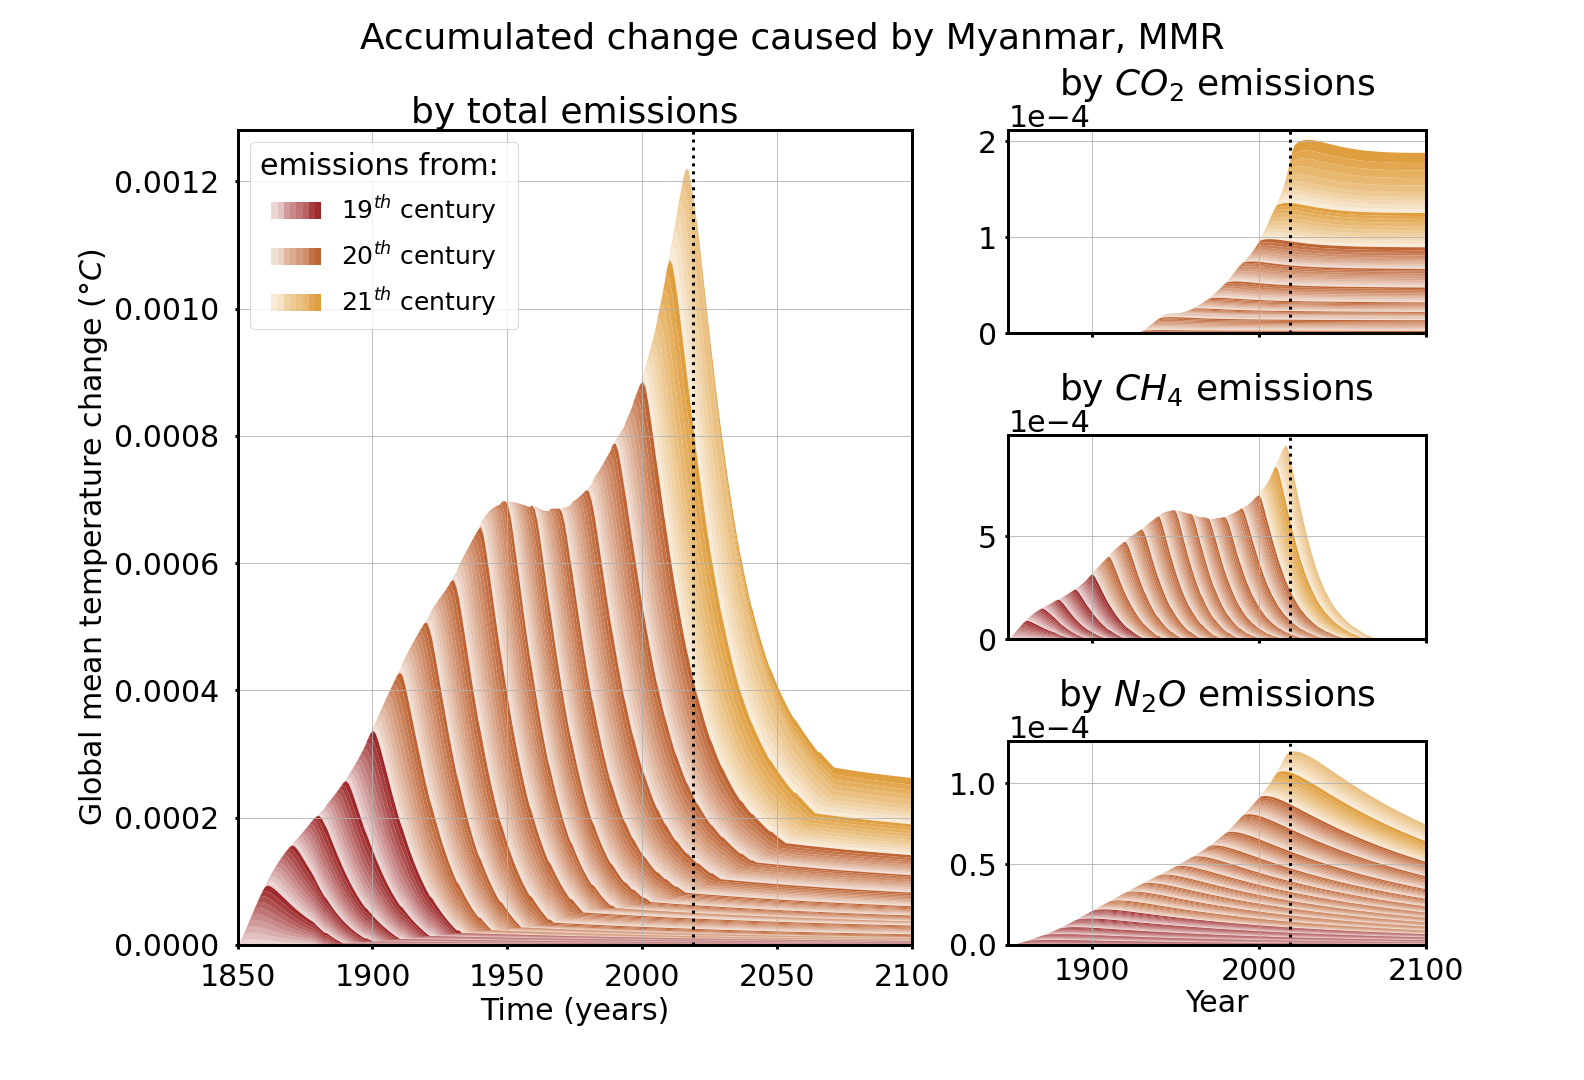 Accumulated change caused by Myanmar, MMR
by total emissions
Global mean temperature change (°C)
0.0012
0.0010
0.0008
0.0006
0.0004
0.0002
0.0000
emissions from:
19th century
20th century
21th century
1850 1900 1950 2000 2050 2100
Time (years)
by CO2 emissions
1e−4
2
1
0
by CH4 emissions
1e−4
5
0
by N2O emissions
1e−4
1.0
0.5
0.0
1900 2000 2100
Year